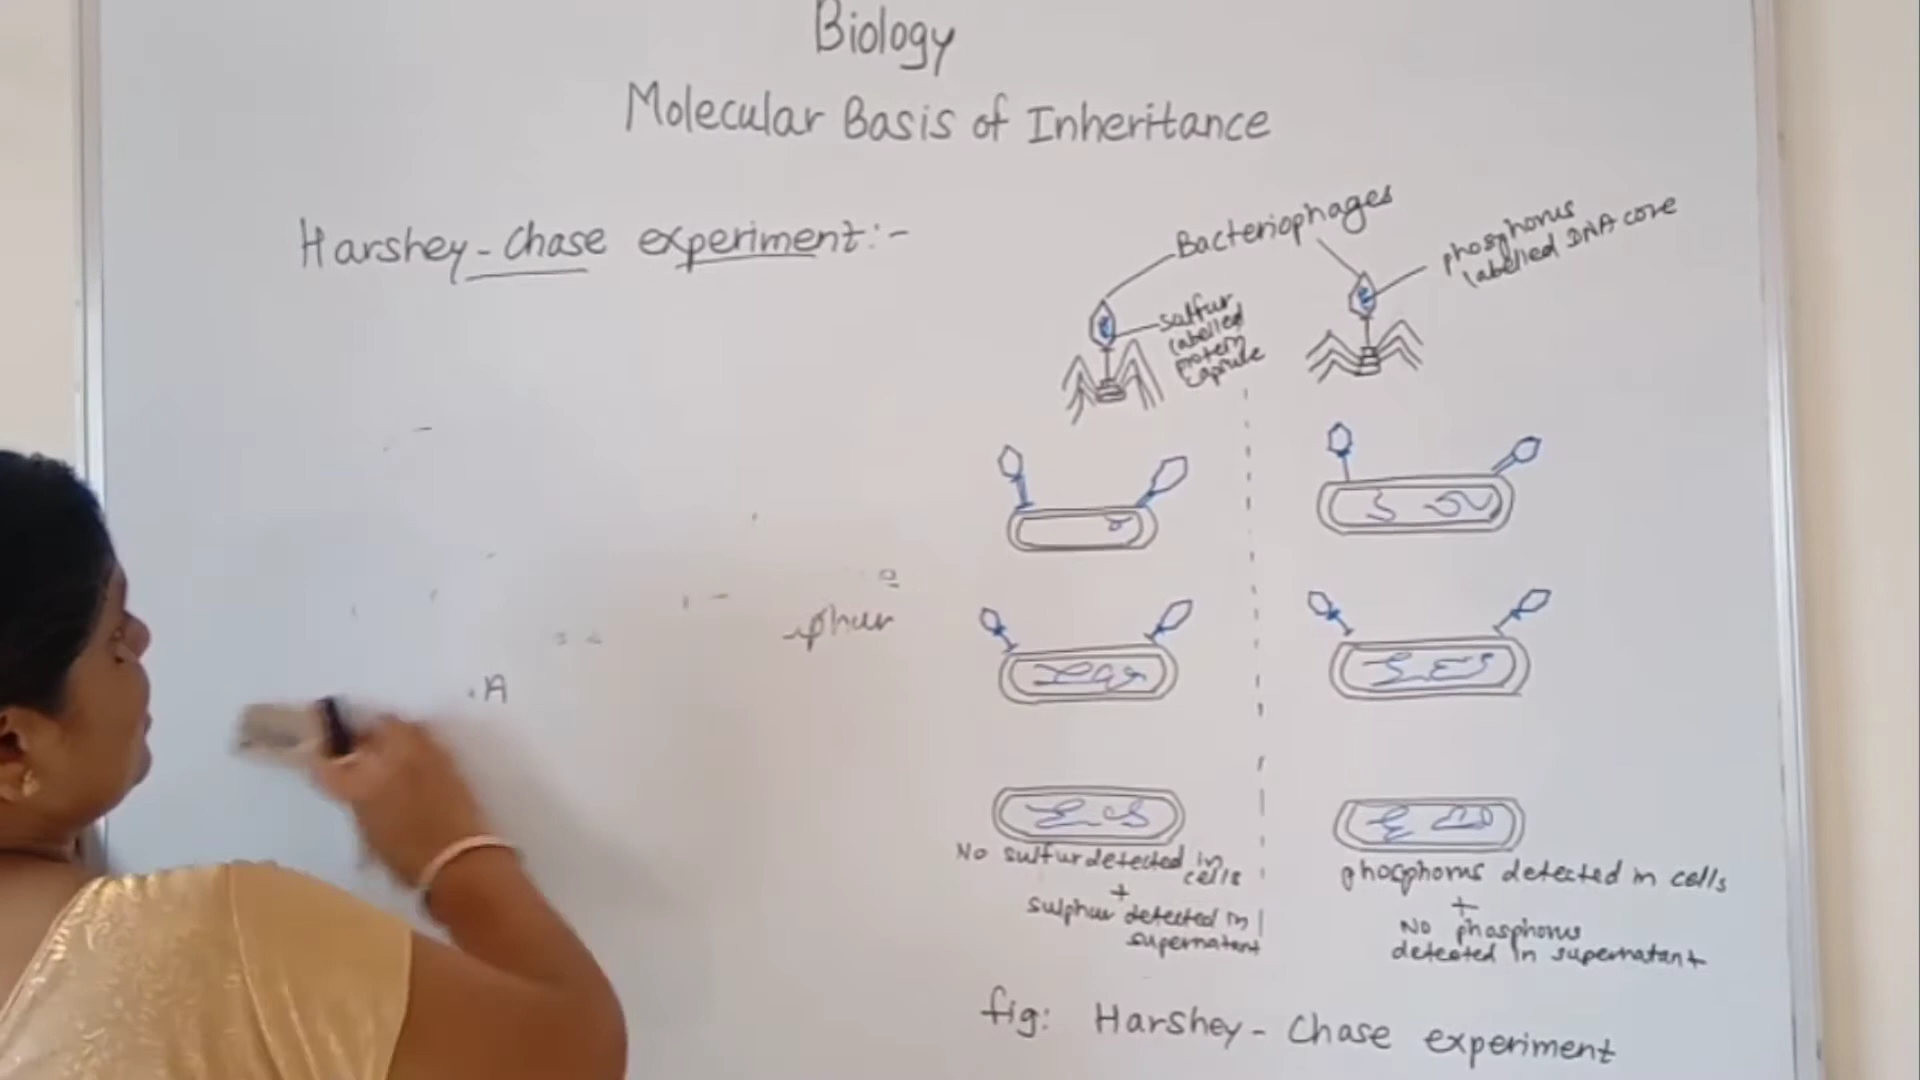 Biology
Molecular Basis of Inheritance
Harshey-Chase experiment:-
Bacteriophages
phosphorus
labelled DNA core
sulfur
labelled
protein
capsule
phur
A
No sulfur detected in
cells
+
sulphur detected in
supernatant
phosphorus detected in cells
+
No phosphorus
detected in supernatant
fig: Harshey-Chase experiment